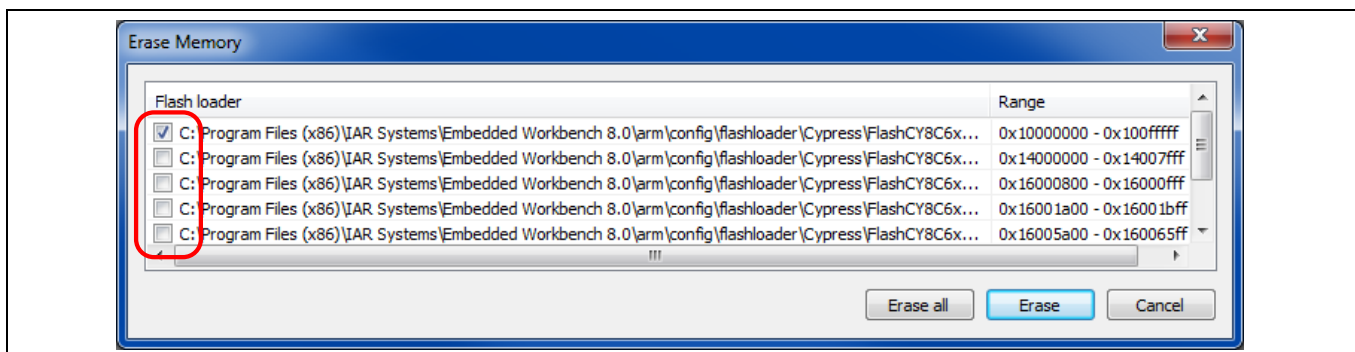 Erase Memory
Flash loader Range
C:\Program Files (x86)\IAR Systems\Embedded Workbench 8.0\arm\config\flashloader\Cypress\FlashCY8C6x... 0x10000000 - 0x100fffff
C:\Program Files (x86)\IAR Systems\Embedded Workbench 8.0\arm\config\flashloader\Cypress\FlashCY8C6x... 0x14000000 - 0x14007fff
C:\Program Files (x86)\IAR Systems\Embedded Workbench 8.0\arm\config\flashloader\Cypress\FlashCY8C6x... 0x16000800 - 0x16000fff
C:\Program Files (x86)\IAR Systems\Embedded Workbench 8.0\arm\config\flashloader\Cypress\FlashCY8C6x... 0x16001a00 - 0x16001bff
C:\Program Files (x86)\IAR Systems\Embedded Workbench 8.0\arm\config\flashloader\Cypress\FlashCY8C6x... 0x16005a00 - 0x160065ff
Erase all Erase Cancel